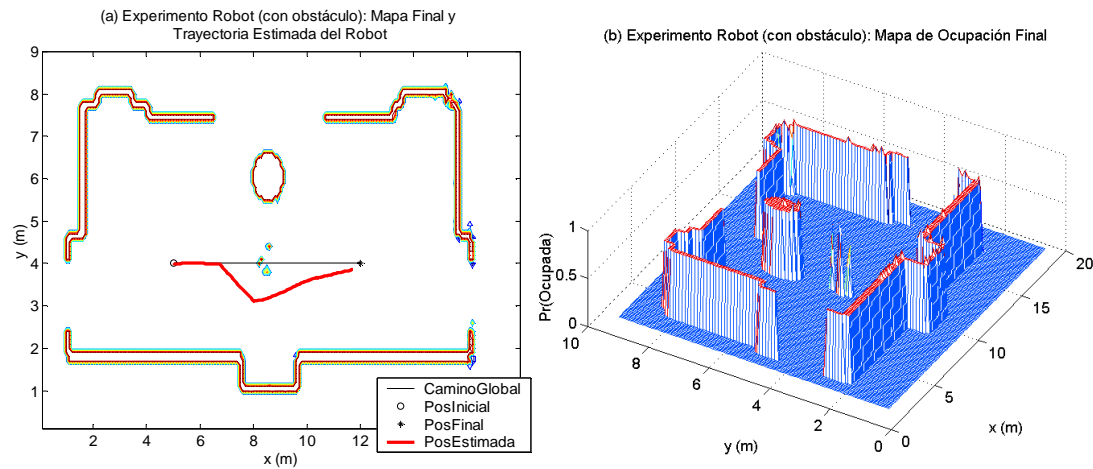 (a) Experimento Robot (con obstáculo): Mapa Final y
Trayectoria Estimada del Robot
9
8
7
6
5
4
3
2
1
y (m)
2
4
6
8
10
12
x (m)
CaminoGlobal
PosInicial
PosFinal
PosEstimada
(b) Experimento Robot (con obstáculo): Mapa de Ocupación Final
1
0.5
0
Pr(Ocupada)
10
8
6
4
2
0
y (m)
0
5
10
15
20
x (m)